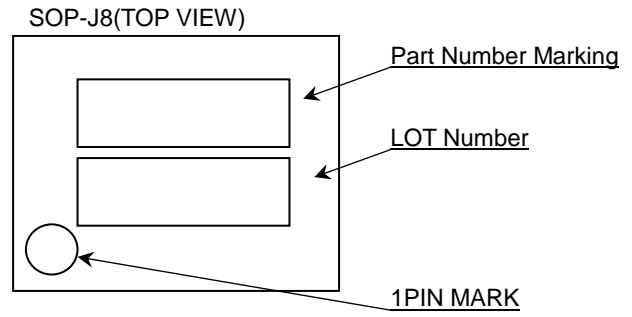 SOP-J8(TOP VIEW)
Part Number Marking
LOT Number
1PIN MARK